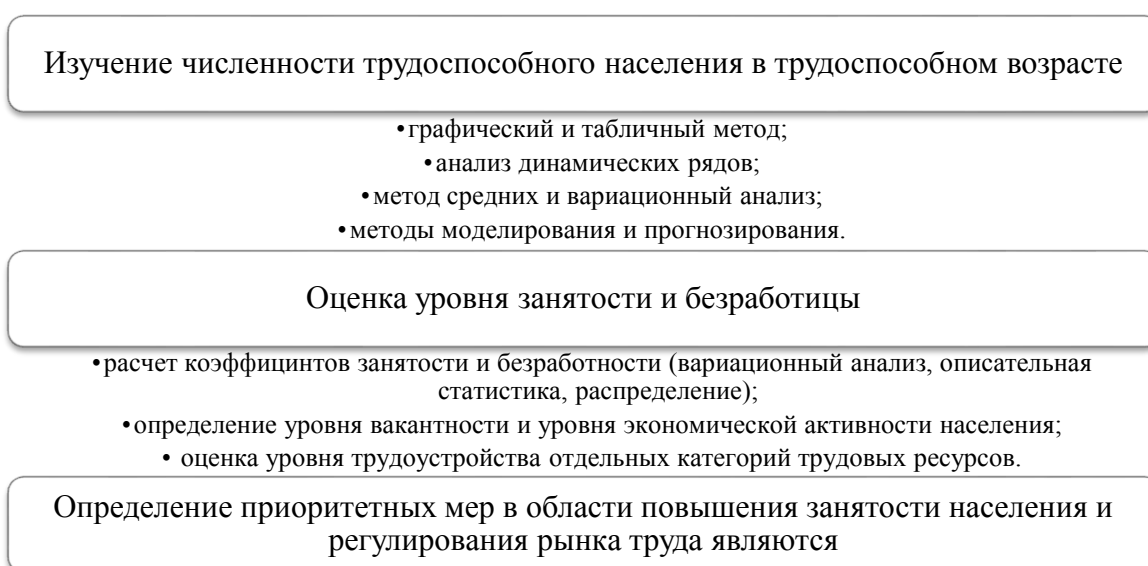 Изучение численности трудоспособного населения в трудоспособном возрасте
•графический и табличный метод;
•анализ динамических рядов;
•метод средних и вариационный анализ;
•методы моделирования и прогнозирования.
Оценка уровня занятости и безработицы
•расчет коэффицинтов занятости и безработности (вариационный анализ, описательная
статистика, распределение);
•определение уровня вакантности и уровня экономической активности населения;
• оценка уровня трудоустройства отдельных категорий трудовых ресурсов.
Определение приоритетных мер в области повышения занятости населения и
регулирования рынка труда являются